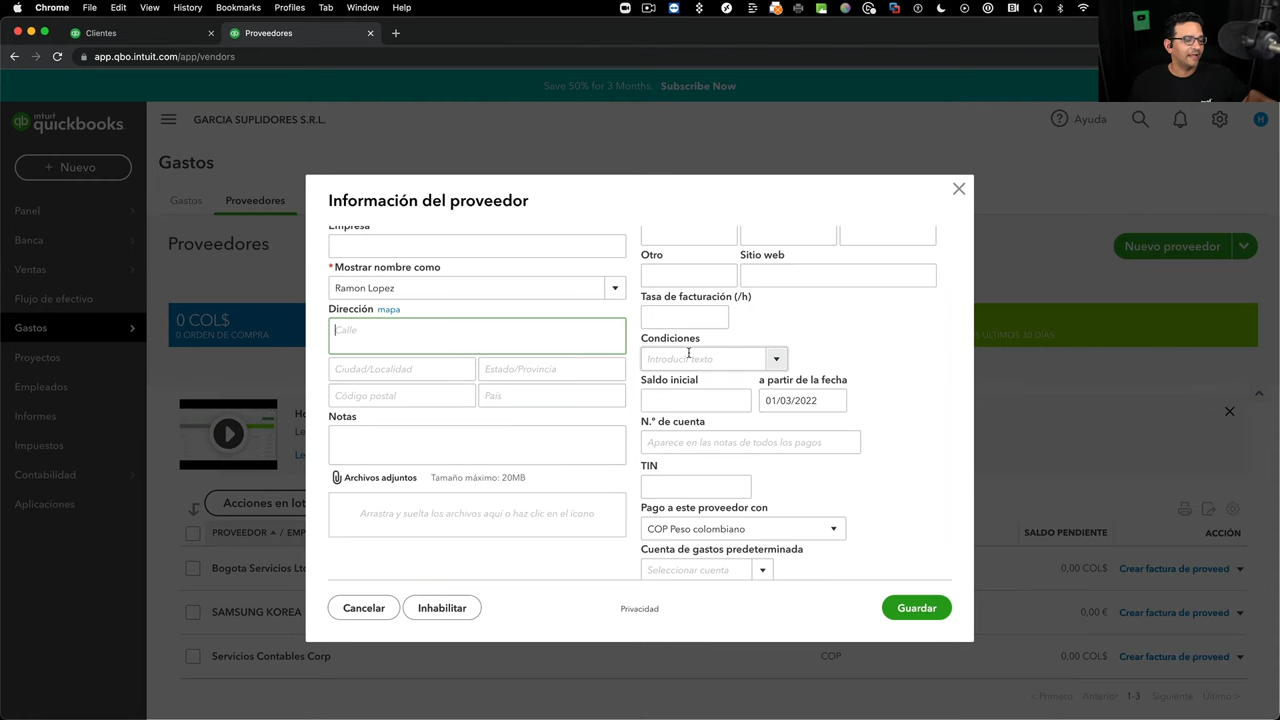 Chrome File Edit View History Bookmarks Profiles Tab Window Help
Clientes
Proveedores
app.qbo.intuit.com/app/vendors
Save 50% for 3 Months. Subscribe Now
intuit
quickbooks.
GARCIA SUPLIDORES S.R.L.
Ayuda
H
+ Nuevo
Panel
Banca
Ventas
Flujo de efectivo
Gastos
Proyectos
Empleados
Informes
Impuestos
Contabilidad
Aplicaciones
Gastos
Gastos Proveedores
Proveedores
Nuevo proveedor
0 COL$
0 ORDEN DE COMPRA
Acciones en lot
PROVEEDOR
SALDO PENDIENTE
ACCIÓN
Bogota Servicios Ltd
0,00 COL$
Crear factura de proveed
SAMSUNG KOREA
0,00 €
Crear factura de proveed
Servicios Contables Corp
COP
0,00 COL$
Crear factura de proveed
< Primero Anterior 1-3 Siguiente Último >
Información del proveedor
Empresa
* Mostrar nombre como
Ramon Lopez
Dirección mapa
Calle
Ciudad/Localidad
Estado/Provincia
Código postal
País
Notas
Archivos adjuntos Tamaño máximo: 20MB
Arrastra y suelta los archivos aquí o haz clic en el ícono
Otro
Sitio web
Tasa de facturación (/h)
Condiciones
Introducir texto
Saldo inicial
a partir de la fecha
01/03/2022
N.º de cuenta
Aparece en las notas de todos los pagos
TIN
Pago a este proveedor con
COP Peso colombiano
Cuenta de gastos predeterminada
Seleccionar cuenta
Cancelar
Inhabilitar
Privacidad
Guardar